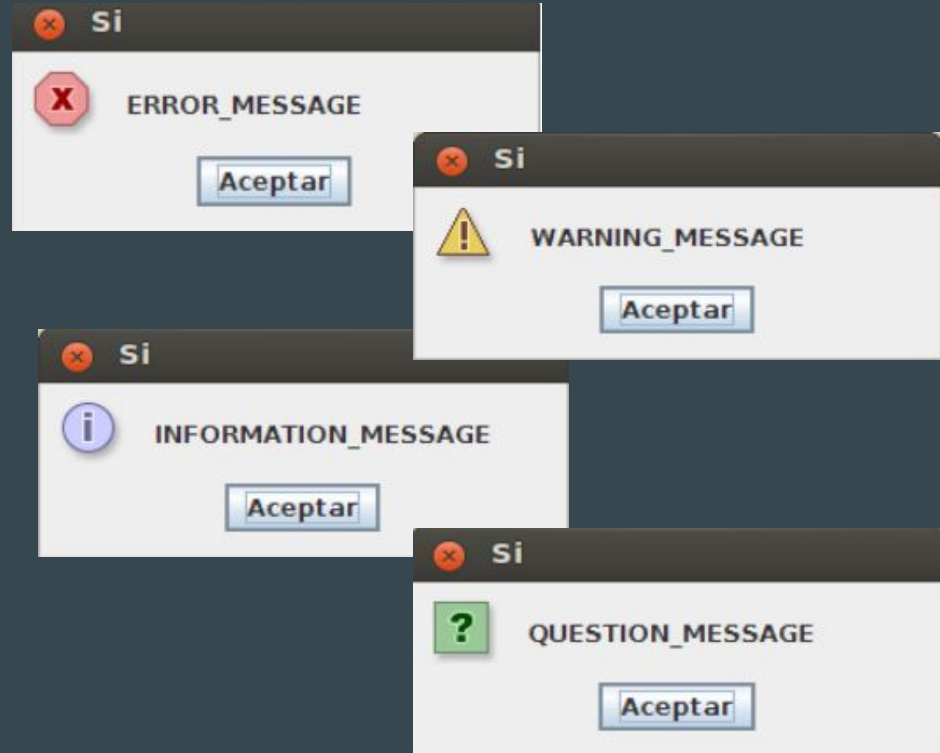 Si
ERROR_MESSAGE
Aceptar
Si
WARNING_MESSAGE
Aceptar
Si
INFORMATION_MESSAGE
Aceptar
Si
QUESTION_MESSAGE
Aceptar